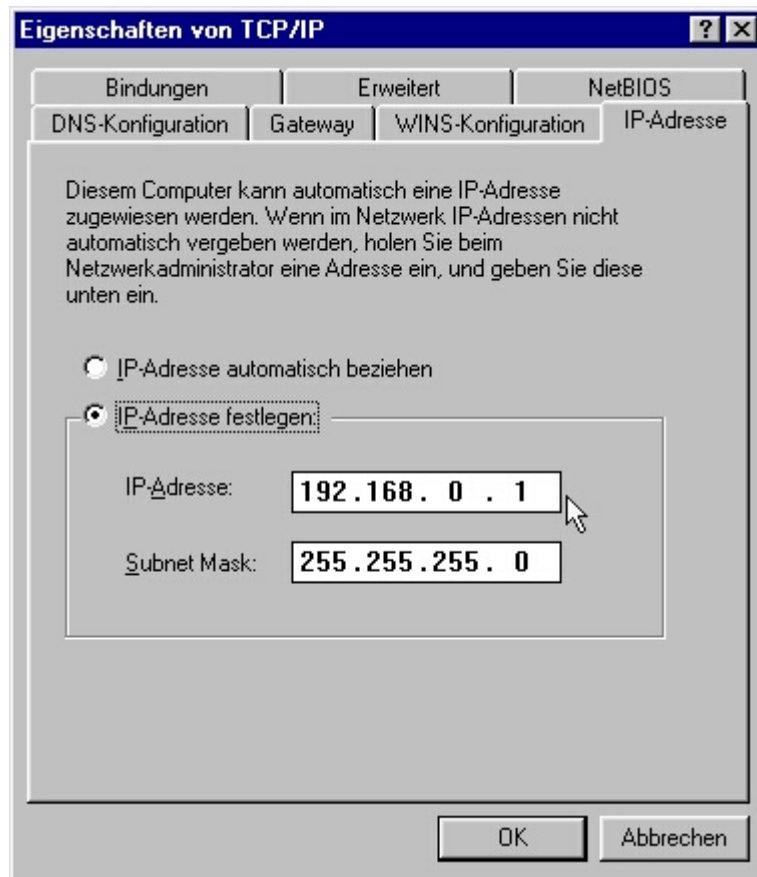 Eigenschaften von TCP/IP
Bindungen Erweitert NetBIOS
DNS-Konfiguration Gateway WINS-Konfiguration IP-Adresse
Diesem Computer kann automatisch eine IP-Adresse
zugewiesen werden. Wenn im Netzwerk IP-Adressen nicht
automatisch vergeben werden, holen Sie beim
Netzwerkadministrator eine Adresse ein, und geben Sie diese
unten ein.
IP-Adresse automatisch beziehen
IP-Adresse festlegen:
IP-Adresse: 192.168. 0 . 1
Subnet Mask: 255.255.255. 0
OK Abbrechen